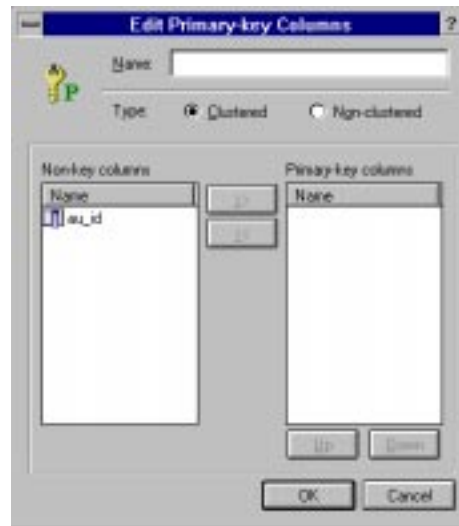 Edit Primary-key Columns ?
Name:
P
Type: Clustered Non-clustered
Non-key columns Primary-key columns
Name Name
au_id
Up Down
OK Cancel